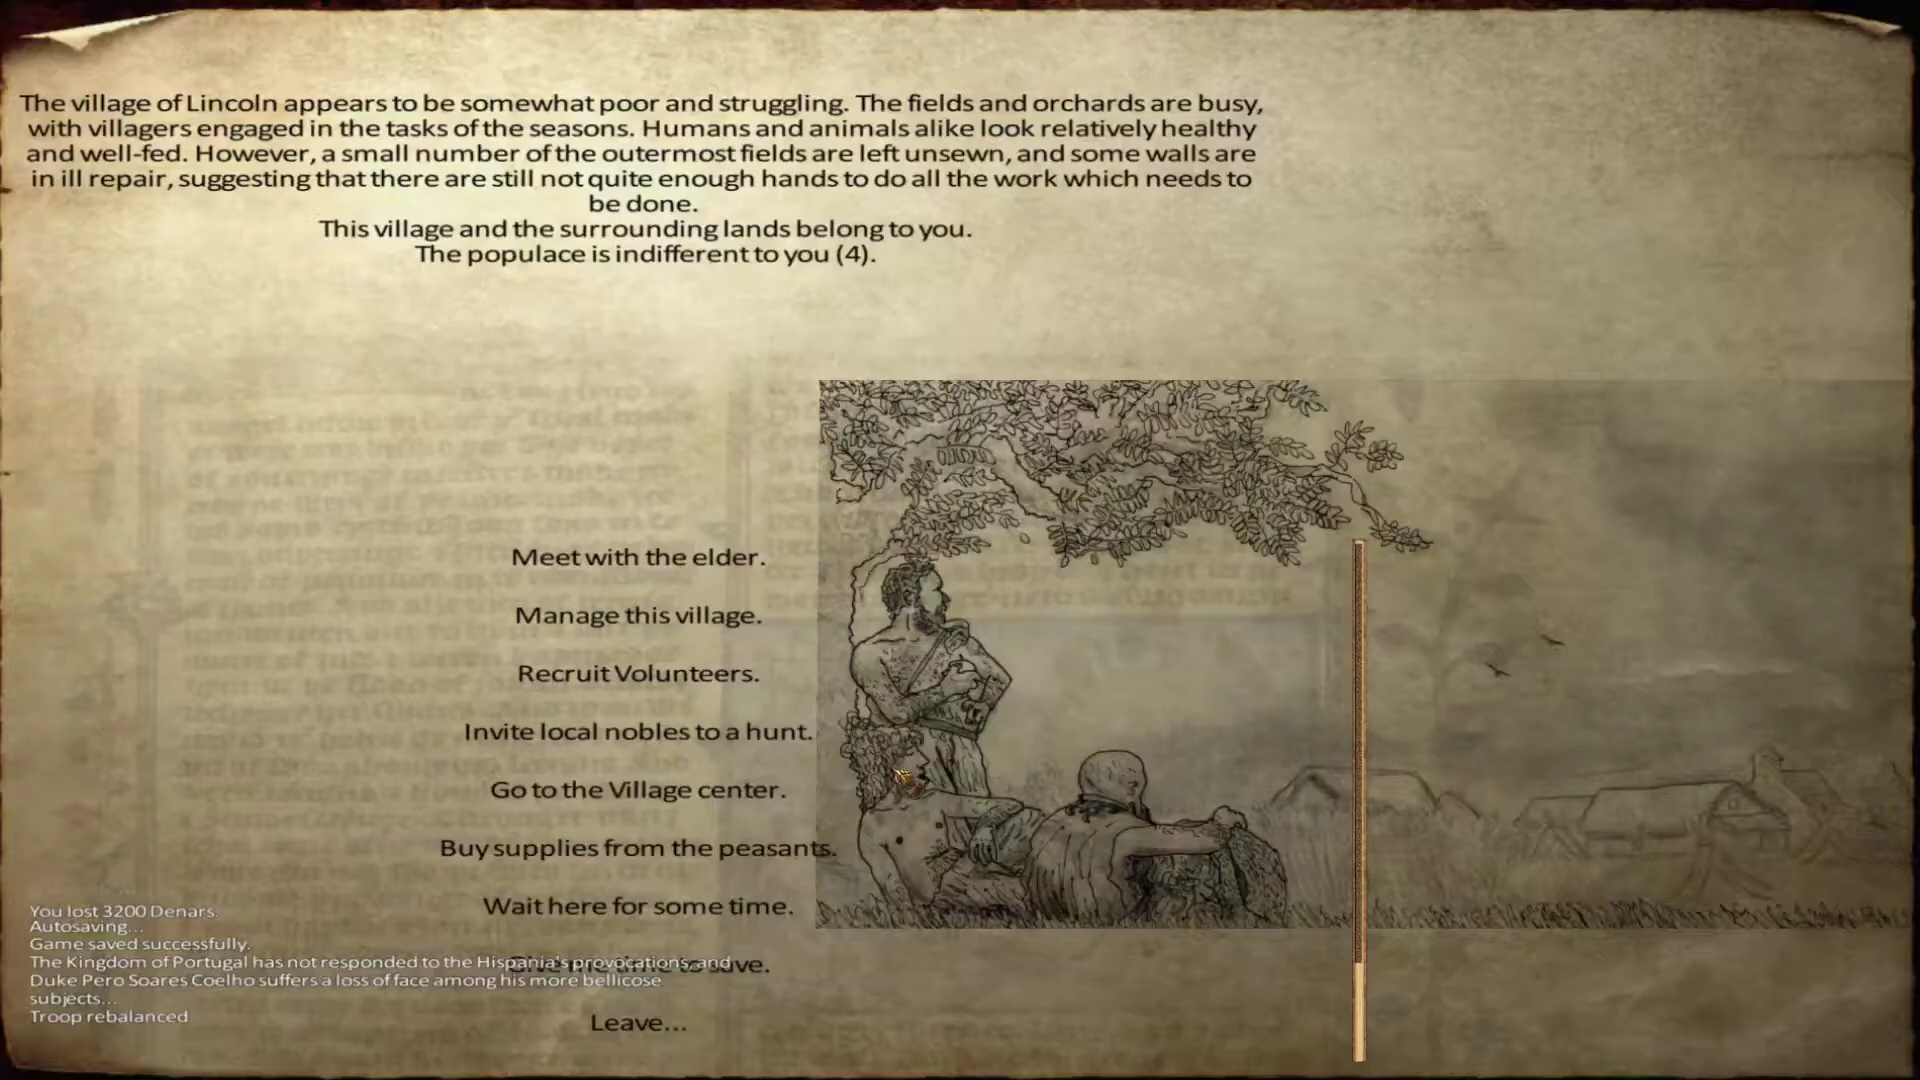 The village of Lincoln appears to be somewhat poor and struggling. The fields and orchards are busy,
with villagers engaged in the tasks of the seasons. Humans and animals alike look relatively healthy
and well-fed. However, a small number of the outermost fields are left unsewn, and some walls are
in ill repair, suggesting that there are still not quite enough hands to do all the work which needs to
be done.
This village and the surrounding lands belong to you.
The populace is indifferent to you (4).
Meet with the elder.
Manage this village.
Recruit Volunteers.
Invite local nobles to a hunt.
Go to the Village center.
Buy supplies from the peasants.
Wait here for some time.
Give me time to save.
Leave...
You lost 3200 Denars.
Autosaving...
Game saved successfully.
The Kingdom of Portugal has not responded to the Hispania's provocations, and
Duke Pero Soares Coelho suffers a loss of face among his more bellicose
subjects...
Troop rebalanced